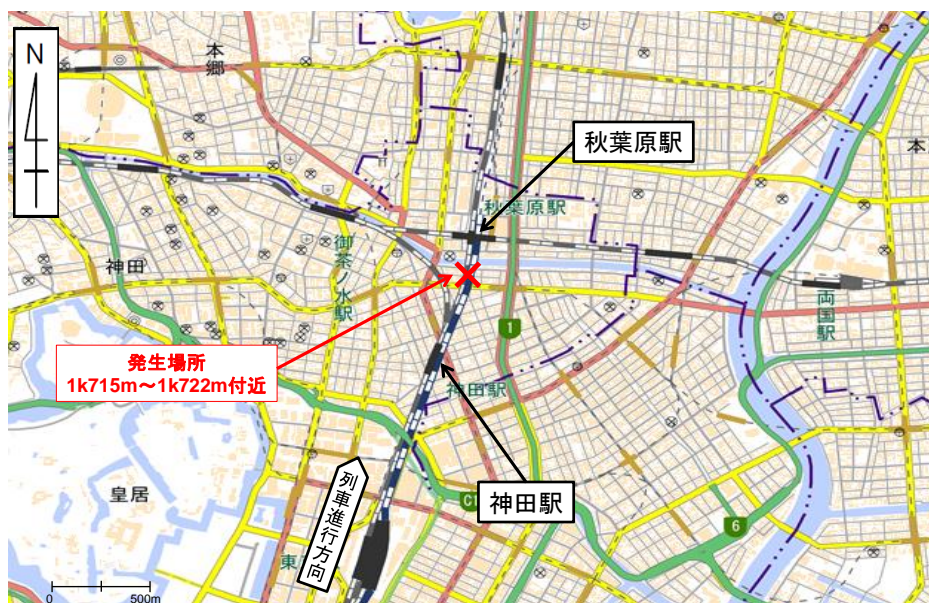 N
本
郷
秋葉原駅
本
秋葉原駅
御茶ノ水駅
神田
両国駅
1
発生場所
1k715m～1k722m付近
神田駅
皇居
列車進行方向
C1
神田駅
6
東
0
500m